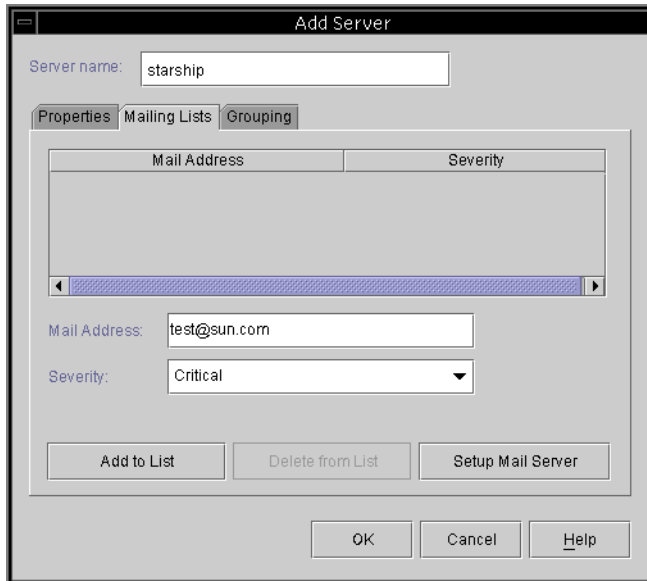 Add Server
Server name: starship
Properties Mailing Lists Grouping
Mail Address Severity
Mail Address: test@sun.com
Severity: Critical
Add to List Delete from List Setup Mail Server
OK Cancel Help